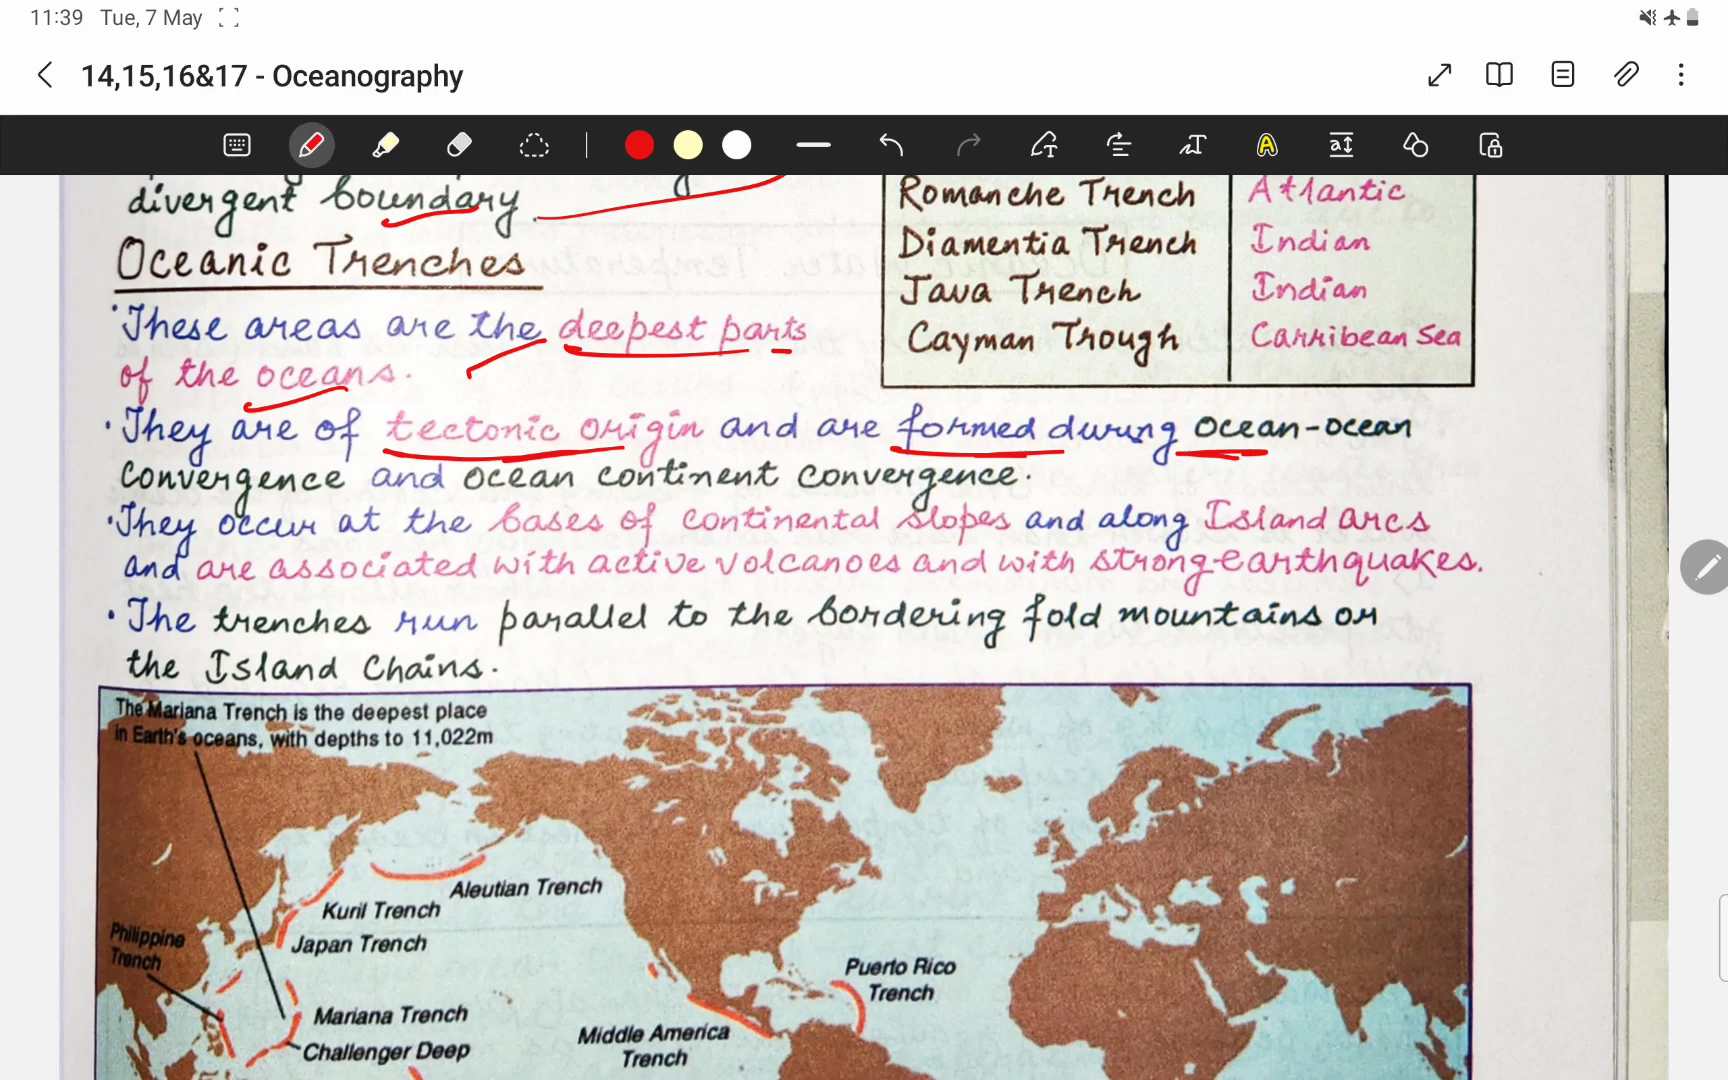 11:39 Tue, 7 May
14,15,16&17 - Oceanography
divergent boundary.
Oceanic Trenches
• These areas are the deepest parts
of the oceans.
• They are of tectonic origin and are formed during ocean-ocean
convergence and ocean continent convergence.
• They occur at the bases of continental slopes and along Island arcs
and are associated with active volcanoes and with strong earthquakes.
• The trenches run parallel to the bordering fold mountains or
the Island Chains.
Romanche Trench Atlantic
Diamentia Trench Indian
Java Trench Indian
Cayman Trough Carribean Sea
The Mariana Trench is the deepest place
in Earth's oceans, with depths to 11,022m
Aleutian Trench
Kuril Trench
Japan Trench
Philippine
Trench
Mariana Trench
Challenger Deep
Middle America
Trench
Puerto Rico
Trench